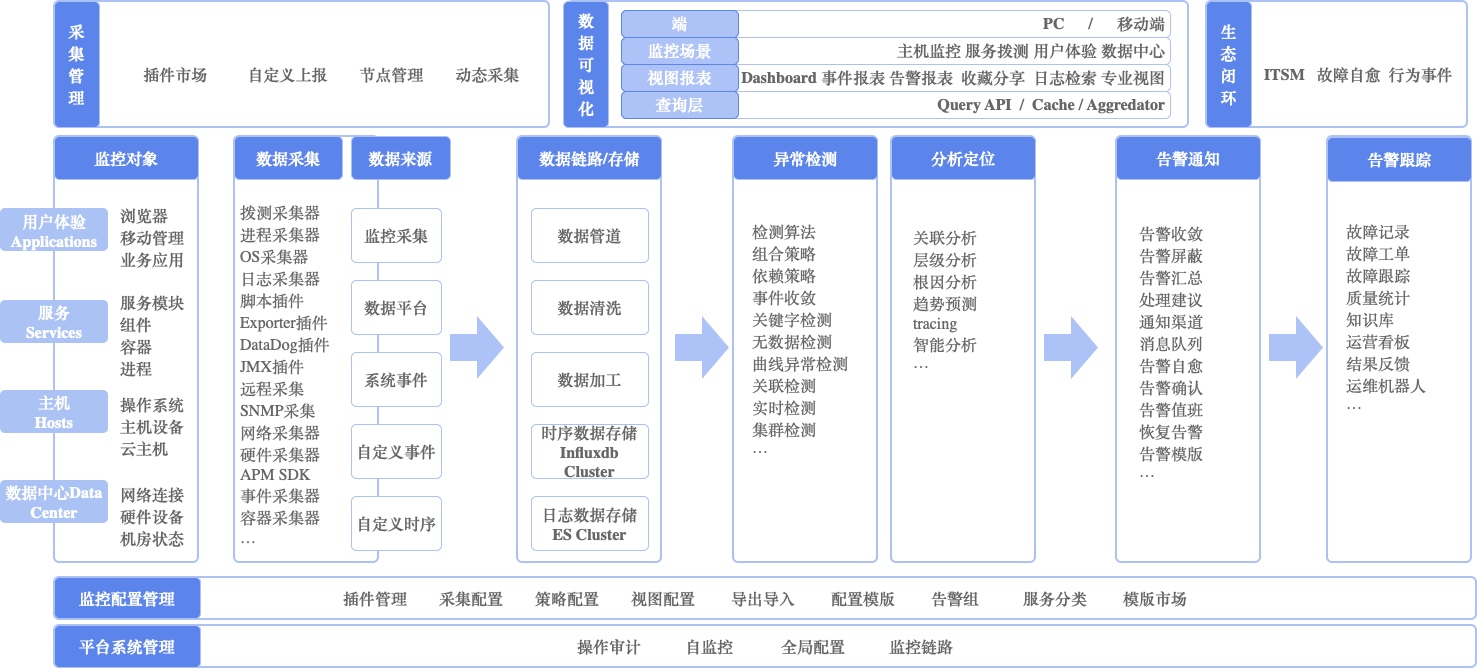 采集管理
插件市场 自定义上报 节点管理 动态采集
数据可视化
端
PC / 移动端
监控场景
主机监控 服务拨测 用户体验 数据中心
视图报表
Dashboard 事件报表 告警报表 收藏分享 日志检索 专业视图
查询层
Query API / Cache / Aggredator
生态闭环
ITSM 故障自愈 行为事件
监控对象
用户体验
Applications
浏览器
移动管理
业务应用
服务
Services
服务模块
组件
容器
进程
主机
Hosts
操作系统
主机设备
云主机
数据中心Data
Center
网络连接
硬件设备
机房状态
数据采集
拨测采集器
进程采集器
OS采集器
日志采集器
脚本插件
Exporter插件
DataDog插件
JMX插件
远程采集
SNMP采集
网络采集器
硬件采集器
APM SDK
事件采集器
容器采集器
…
数据来源
监控采集
数据平台
系统事件
自定义事件
自定义时序
数据链路/存储
数据管道
数据清洗
数据加工
时序数据存储
Influxdb
Cluster
日志数据存储
ES Cluster
异常检测
检测算法
组合策略
依赖策略
事件收敛
关键字检测
无数据检测
曲线异常检测
关联检测
实时检测
集群检测
…
分析定位
关联分析
层级分析
根因分析
趋势预测
tracing
智能分析
…
告警通知
告警收敛
告警屏蔽
告警汇总
处理建议
通知渠道
消息队列
告警自愈
告警确认
告警值班
恢复告警
告警模版
…
告警跟踪
故障记录
故障工单
故障跟踪
质量统计
知识库
运营看板
结果反馈
运维机器人
…
监控配置管理
插件管理 采集配置 策略配置 视图配置 导出导入 配置模版 告警组 服务分类 模版市场
平台系统管理
操作审计 自监控 全局配置 监控链路